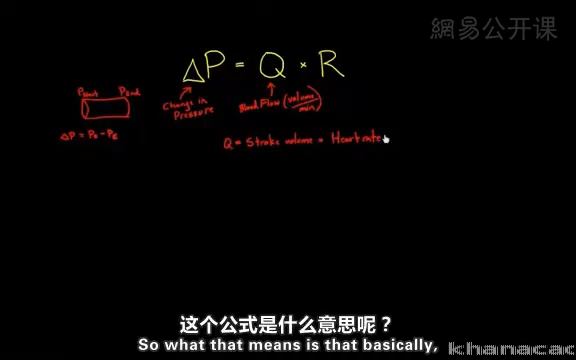 網易公开课
ΔP = Q × R
Pstart PEnd
Change in Pressure
Blood Flow (volume/min)
ΔP = Ps - PE
Q = Stroke volume × Heart rate
这个公式是什么意思呢？
So what that means is that basically,
khanacac